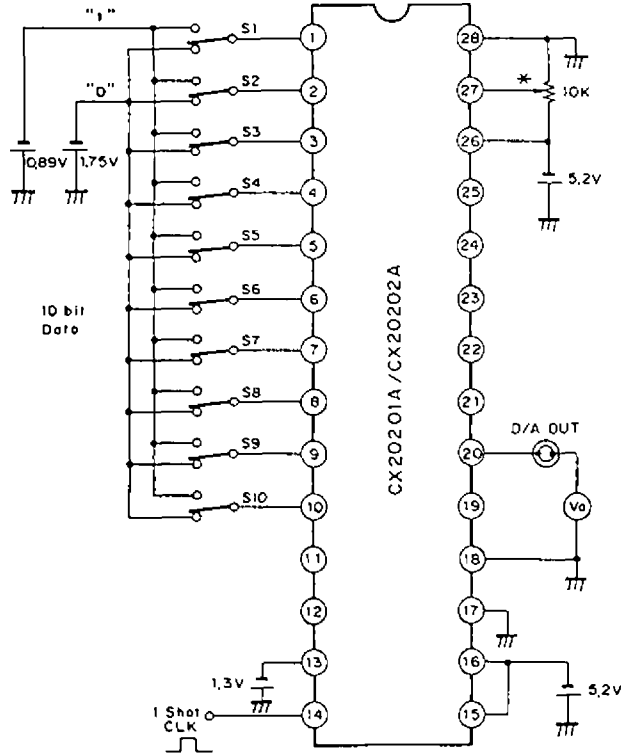 "1"
"0"
0,89V
1,75V
10 bit
Data
S1
S2
S3
S4
S5
S6
S7
S8
S9
S10
1
2
3
4
5
6
7
8
9
10
11
12
13
14
1,3V
1 Shot
CLK
CX20201A/CX20202A
28
27
26
25
24
23
22
21
20
19
18
17
16
15
*
10K
5,2V
D/A OUT
Va
5,2V